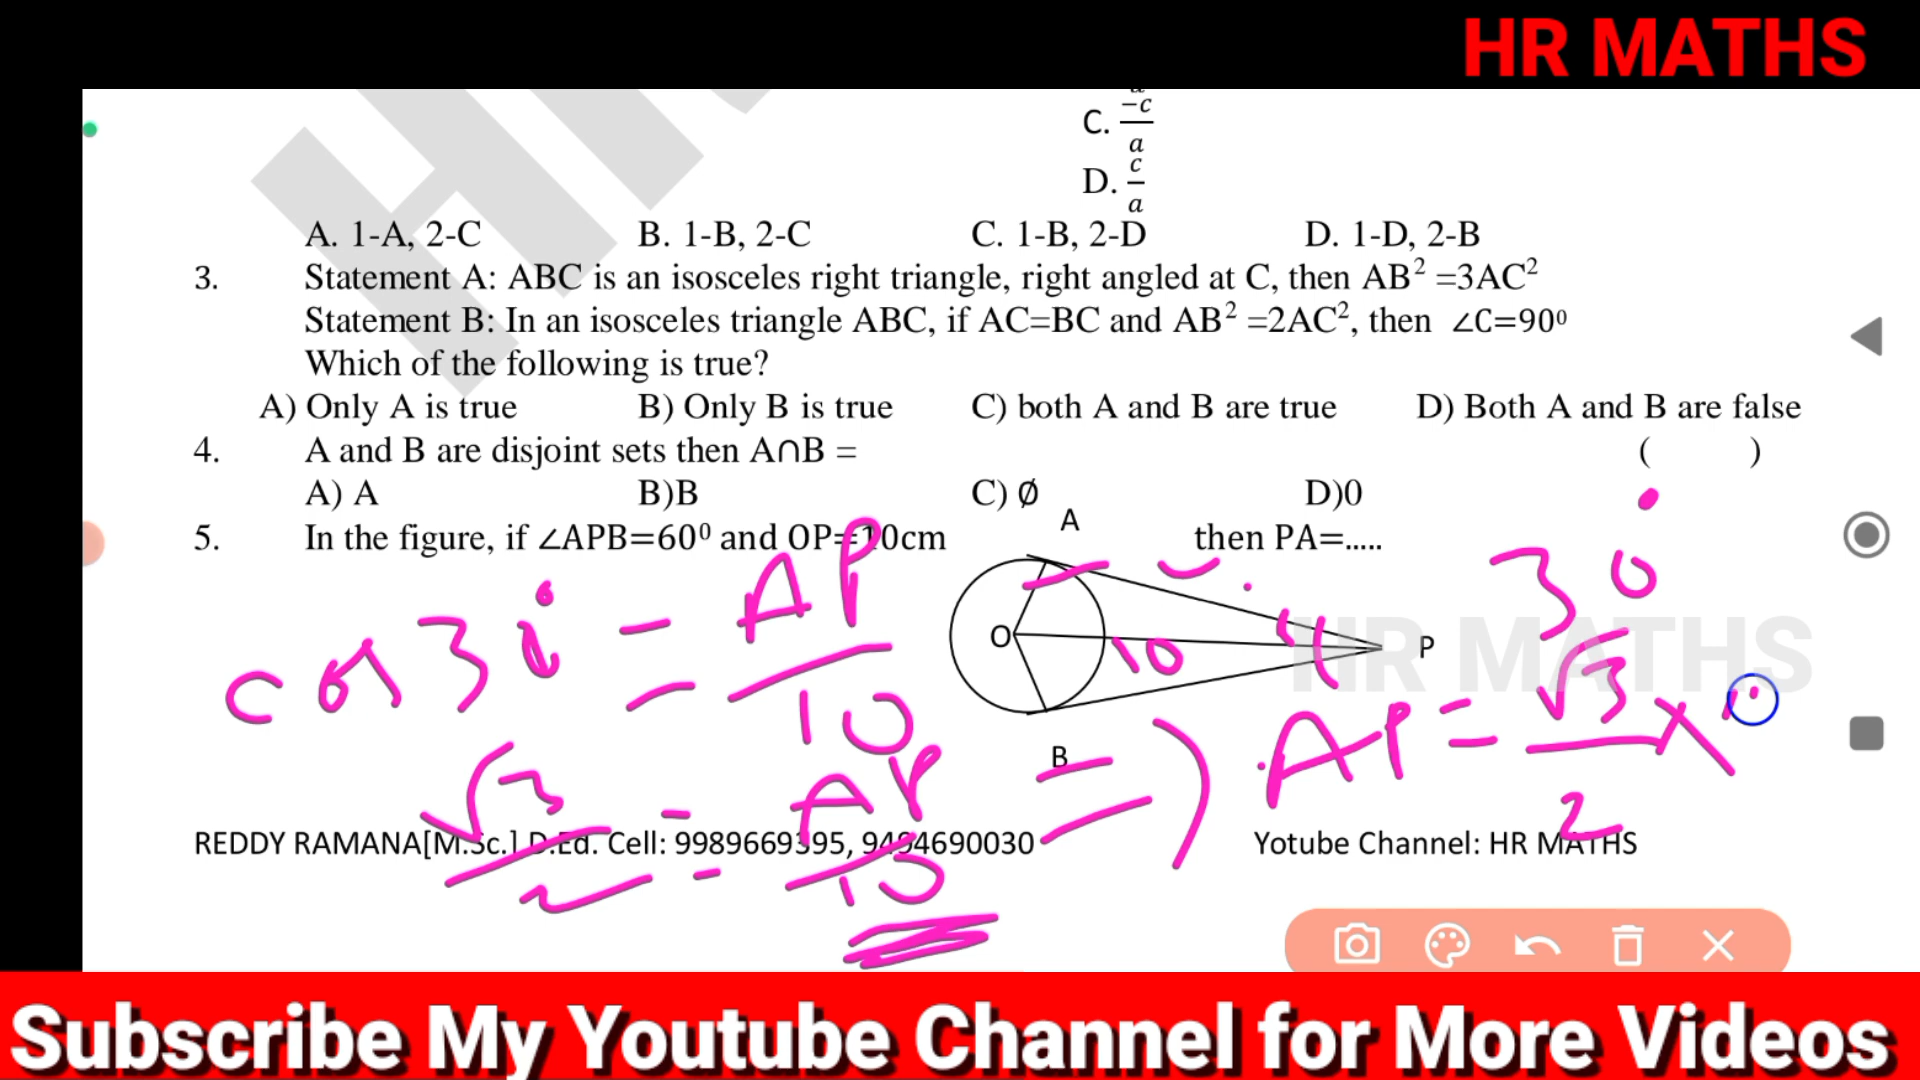 HR MATHS
C. −c/a
D. c/a
A. 1-A, 2-C B. 1-B, 2-C C. 1-B, 2-D D. 1-D, 2-B
3. Statement A: ABC is an isosceles right triangle, right angled at C, then AB² =3AC²
Statement B: In an isosceles triangle ABC, if AC=BC and AB² =2AC², then ∠C=90⁰
Which of the following is true?
A) Only A is true B) Only B is true C) both A and B are true D) Both A and B are false
4. A and B are disjoint sets then A∩B = ( )
A) A B)B C) ∅ D)0
5. In the figure, if ∠APB=60⁰ and OP=10cm then PA=.....
A
O
P
B
10
30°
cos 30° = AP/10
√3/2 = AP/10 ⇒ AP = √3/2 × 10
HR MATHS
REDDY RAMANA[M.Sc.] D.Ed. Cell: 9989669395, 9494690030 Yotube Channel: HR MATHS
Subscribe My Youtube Channel for More Videos